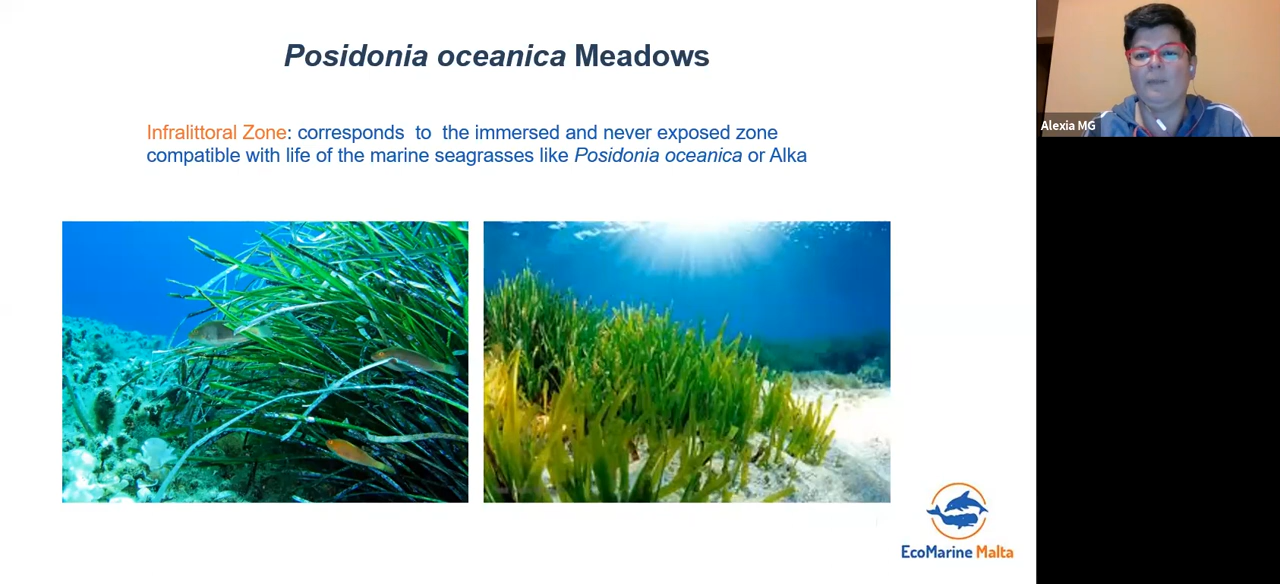 Posidonia oceanica Meadows
Infralittoral Zone: corresponds to the immersed and never exposed zone
compatible with life of the marine seagrasses like Posidonia oceanica or Alka
Alexia MG
EcoMarine Malta